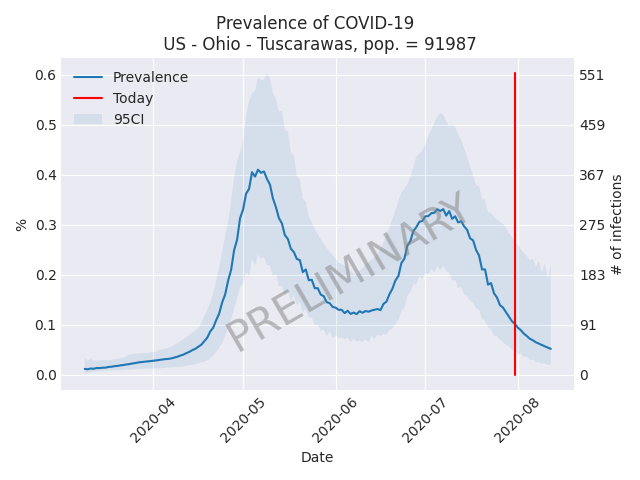 Prevalence of COVID-19
US - Ohio - Tuscarawas, pop. = 91987
Prevalence
Today
95CI
PRELIMINARY
%
0.6
0.5
0.4
0.3
0.2
0.1
0.0
551
459
367
275
183
91
0
# of infections
2020-04
2020-05
2020-06
2020-07
2020-08
Date